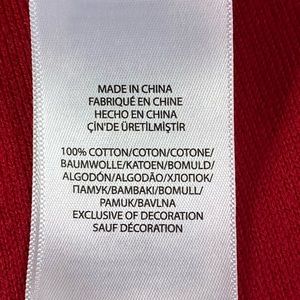 MADE IN CHINA
FABRIQUÉ EN CHINE
HECHO EN CHINA
ÇİN'DE ÜRETİLMİŞTİR
100% COTTON/COTON/COTONE/
BAUMWOLLE/KATOEN/BOMULD/
ALGODÓN/ALGODÃO/ХЛОПОК/
ПАМУК/BAMBAKI/BOMULL/
PAMUK/BAVLNA
EXCLUSIVE OF DECORATION
SAUF DÉCORATION